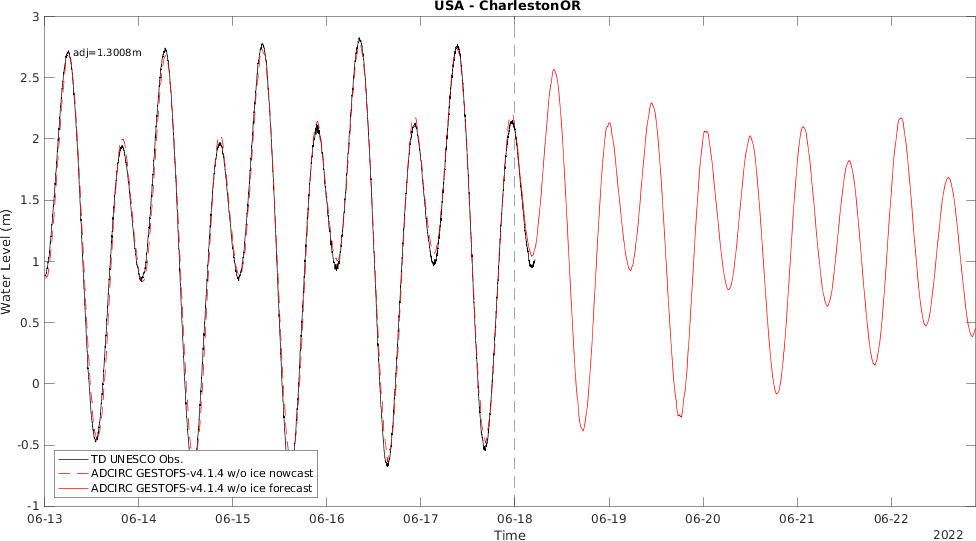 USA - CharlestonOR
adj=1.3008m
Water Level (m)
3
2.5
2
1.5
1
0.5
0
-0.5
-1
TD UNESCO Obs.
ADCIRC GESTOFS-v4.1.4 w/o ice nowcast
ADCIRC GESTOFS-v4.1.4 w/o ice forecast
06-13 06-14 06-15 06-16 06-17 06-18 06-19 06-20 06-21 06-22
Time
2022